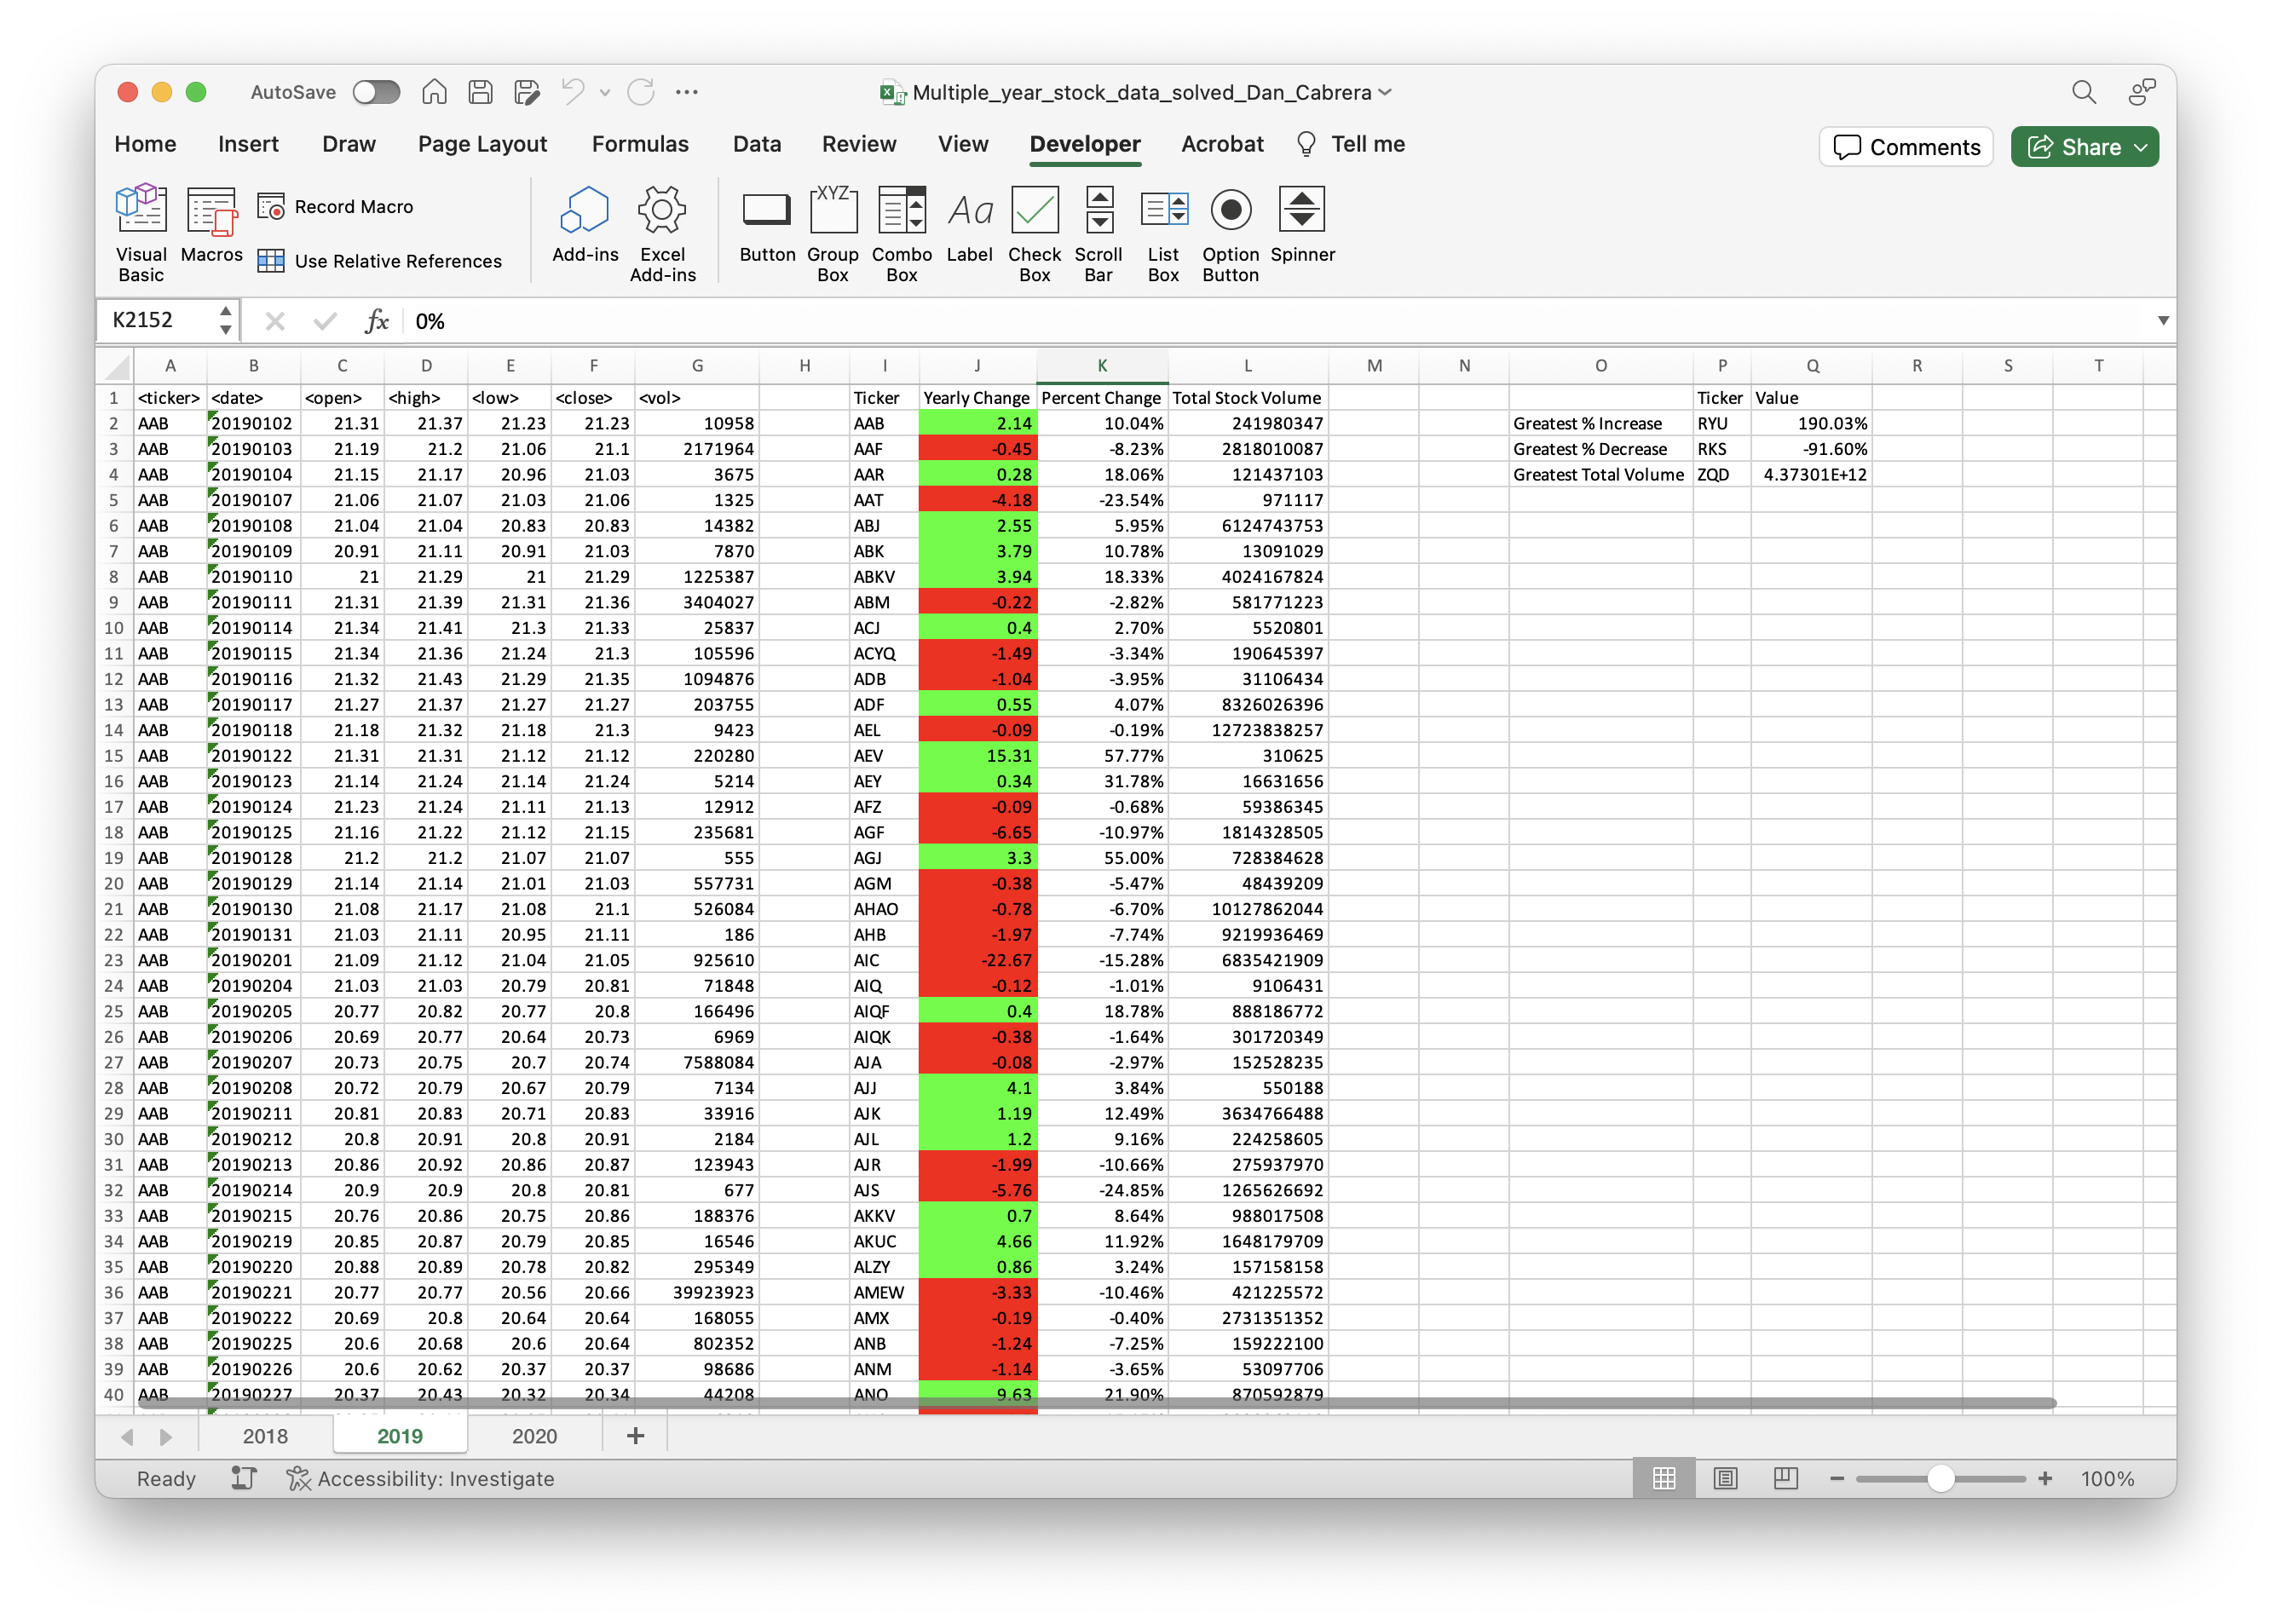 AutoSave
Multiple_year_stock_data_solved_Dan_Cabrera
Home Insert Draw Page Layout Formulas Data Review View Developer Acrobat Tell me Comments Share
Visual Basic
Macros
Record Macro
Use Relative References
Add-ins
Excel Add-ins
Button
XYZ
Group Box
Combo Box
Aa
Label
Check Box
Scroll Bar
List Box
Option Button
Spinner
K2152 fx 0%
A B C D E F G H I J K L M N O P Q R S T
1 <ticker> <date> <open> <high> <low> <close> <vol> Ticker Yearly Change Percent Change Total Stock Volume Ticker Value
2 AAB 20190102 21.31 21.37 21.23 21.23 10958 AAB 2.14 10.04% 241980347 Greatest % Increase RYU 190.03%
3 AAB 20190103 21.19 21.2 21.06 21.1 2171964 AAF -0.45 -8.23% 2818010087 Greatest % Decrease RKS -91.60%
4 AAB 20190104 21.15 21.17 20.96 21.03 3675 AAR 0.28 18.06% 121437103 Greatest Total Volume ZQD 4.37301E+12
5 AAB 20190107 21.06 21.07 21.03 21.06 1325 AAT -4.18 -23.54% 971117
6 AAB 20190108 21.04 21.04 20.83 20.83 14382 ABJ 2.55 5.95% 6124743753
7 AAB 20190109 20.91 21.11 20.91 21.03 7870 ABK 3.79 10.78% 13091029
8 AAB 20190110 21 21.29 21 21.29 1225387 ABKV 3.94 18.33% 4024167824
9 AAB 20190111 21.31 21.39 21.31 21.36 3404027 ABM -0.22 -2.82% 581771223
10 AAB 20190114 21.34 21.41 21.3 21.33 25837 ACJ 0.4 2.70% 5520801
11 AAB 20190115 21.34 21.36 21.24 21.3 105596 ACYQ -1.49 -3.34% 190645397
12 AAB 20190116 21.32 21.43 21.29 21.35 1094876 ADB -1.04 -3.95% 31106434
13 AAB 20190117 21.27 21.37 21.27 21.27 203755 ADF 0.55 4.07% 8326026396
14 AAB 20190118 21.18 21.32 21.18 21.3 9423 AEL -0.09 -0.19% 12723838257
15 AAB 20190122 21.31 21.31 21.12 21.12 220280 AEV 15.31 57.77% 310625
16 AAB 20190123 21.14 21.24 21.14 21.24 5214 AEY 0.34 31.78% 16631656
17 AAB 20190124 21.23 21.24 21.11 21.13 12912 AFZ -0.09 -0.68% 59386345
18 AAB 20190125 21.16 21.22 21.12 21.15 235681 AGF -6.65 -10.97% 1814328505
19 AAB 20190128 21.2 21.2 21.07 21.07 555 AGJ 3.3 55.00% 728384628
20 AAB 20190129 21.14 21.14 21.01 21.03 557731 AGM -0.38 -5.47% 48439209
21 AAB 20190130 21.08 21.17 21.08 21.1 526084 AHAO -0.78 -6.70% 10127862044
22 AAB 20190131 21.03 21.11 20.95 21.11 186 AHB -1.97 -7.74% 9219936469
23 AAB 20190201 21.09 21.12 21.04 21.05 925610 AIC -22.67 -15.28% 6835421909
24 AAB 20190204 21.03 21.03 20.79 20.81 71848 AIQ -0.12 -1.01% 9106431
25 AAB 20190205 20.77 20.82 20.77 20.8 166496 AIQF 0.4 18.78% 888186772
26 AAB 20190206 20.69 20.77 20.64 20.73 6969 AIQK -0.38 -1.64% 301720349
27 AAB 20190207 20.73 20.75 20.7 20.74 7588084 AJA -0.08 -2.97% 152528235
28 AAB 20190208 20.72 20.79 20.67 20.79 7134 AJJ 4.1 3.84% 550188
29 AAB 20190211 20.81 20.83 20.71 20.83 33916 AJK 1.19 12.49% 3634766488
30 AAB 20190212 20.8 20.91 20.8 20.91 2184 AJL 1.2 9.16% 224258605
31 AAB 20190213 20.86 20.92 20.86 20.87 123943 AJR -1.99 -10.66% 275937970
32 AAB 20190214 20.9 20.9 20.8 20.81 677 AJS -5.76 -24.85% 1265626692
33 AAB 20190215 20.76 20.86 20.75 20.86 188376 AKKV 0.7 8.64% 988017508
34 AAB 20190219 20.85 20.87 20.79 20.85 16546 AKUC 4.66 11.92% 1648179709
35 AAB 20190220 20.88 20.89 20.78 20.82 295349 ALZY 0.86 3.24% 157158158
36 AAB 20190221 20.77 20.77 20.56 20.66 39923923 AMEW -3.33 -10.46% 421225572
37 AAB 20190222 20.69 20.8 20.64 20.64 168055 AMX -0.19 -0.40% 2731351352
38 AAB 20190225 20.6 20.68 20.6 20.64 802352 ANB -1.24 -7.25% 159222100
39 AAB 20190226 20.6 20.62 20.37 20.37 98686 ANM -1.14 -3.65% 53097706
40 AAB 20190227 20.37 20.43 20.32 20.34 44208 ANO 9.63 21.90% 870592879
2018 2019 2020
Ready Accessibility: Investigate 100%